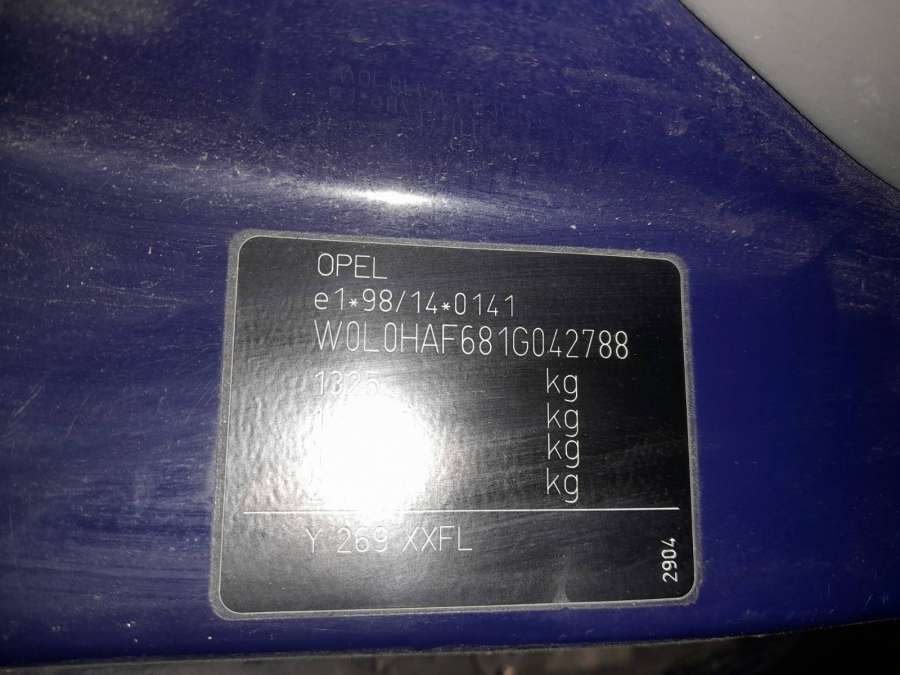 OPEL
e1*98/14*0141
W0L0HAF681G042788
1325 kg
kg
kg
kg
Y 269 XXFL
2904